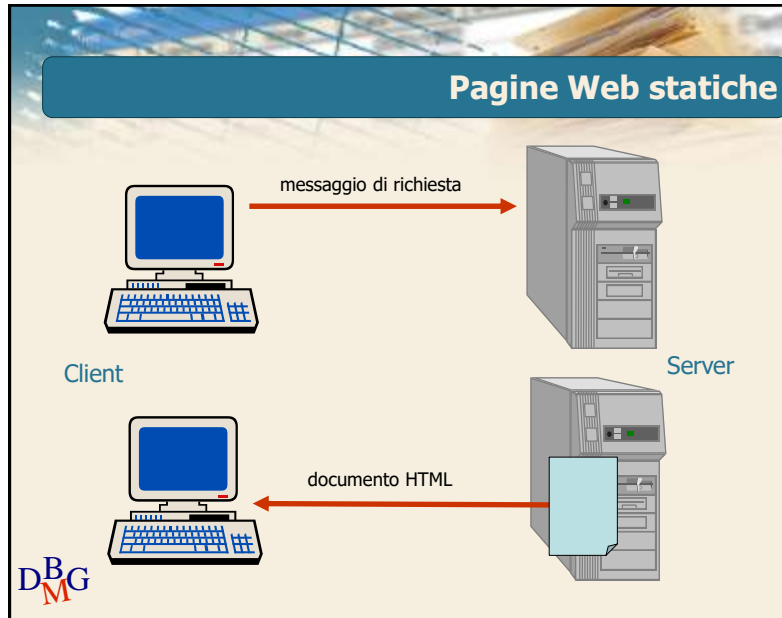 Pagine Web statiche
messaggio di richiesta
Client
Server
documento HTML
DBMG